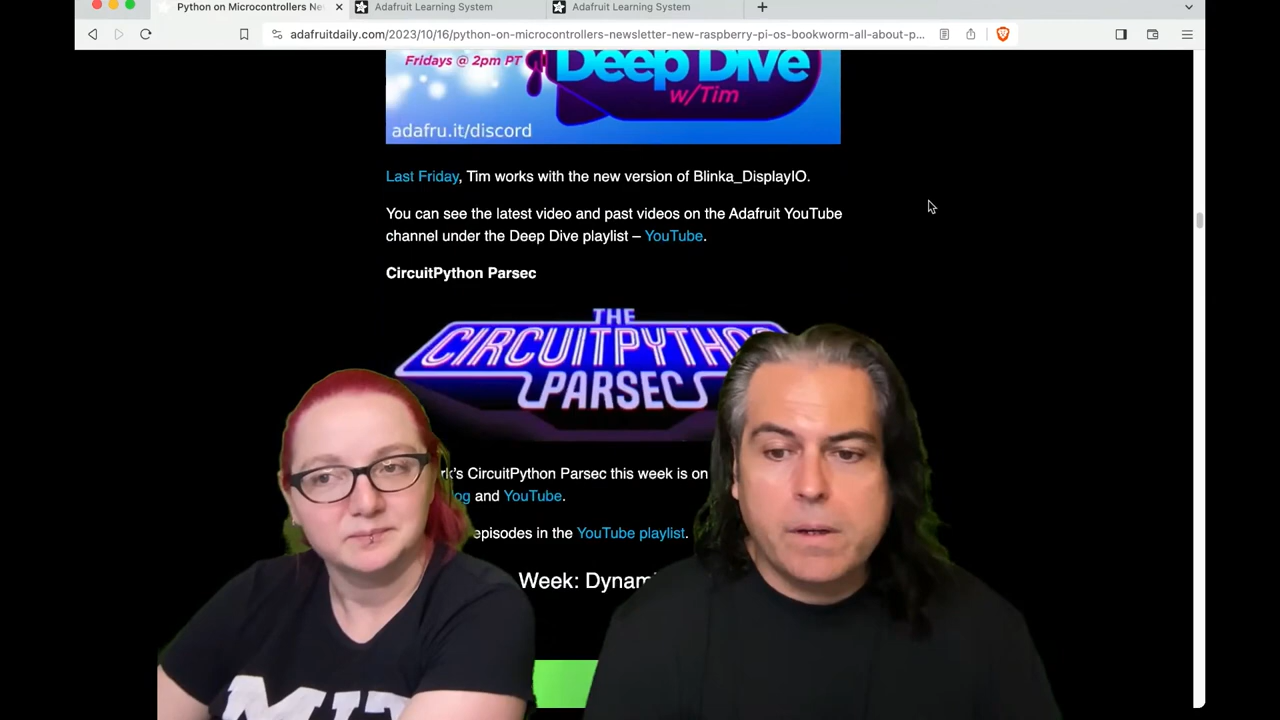 Python on Microcontrollers Ne
Adafruit Learning System
Adafruit Learning System
adafruitdaily.com/2023/10/16/python-on-microcontrollers-newsletter-new-raspberry-pi-os-bookworm-all-about-p...
Fridays @ 2pm PT
Deep Dive
w/Tim
adafru.it/discord
Last Friday, Tim works with the new version of Blinka_DisplayIO.
You can see the latest video and past videos on the Adafruit YouTube
channel under the Deep Dive playlist – YouTube.
CircuitPython Parsec
THE
CIRCUITPYTHON
PARSEC
rk's CircuitPython Parsec this week is on
og and YouTube.
episodes in the YouTube playlist.
Week: Dynam
MIT